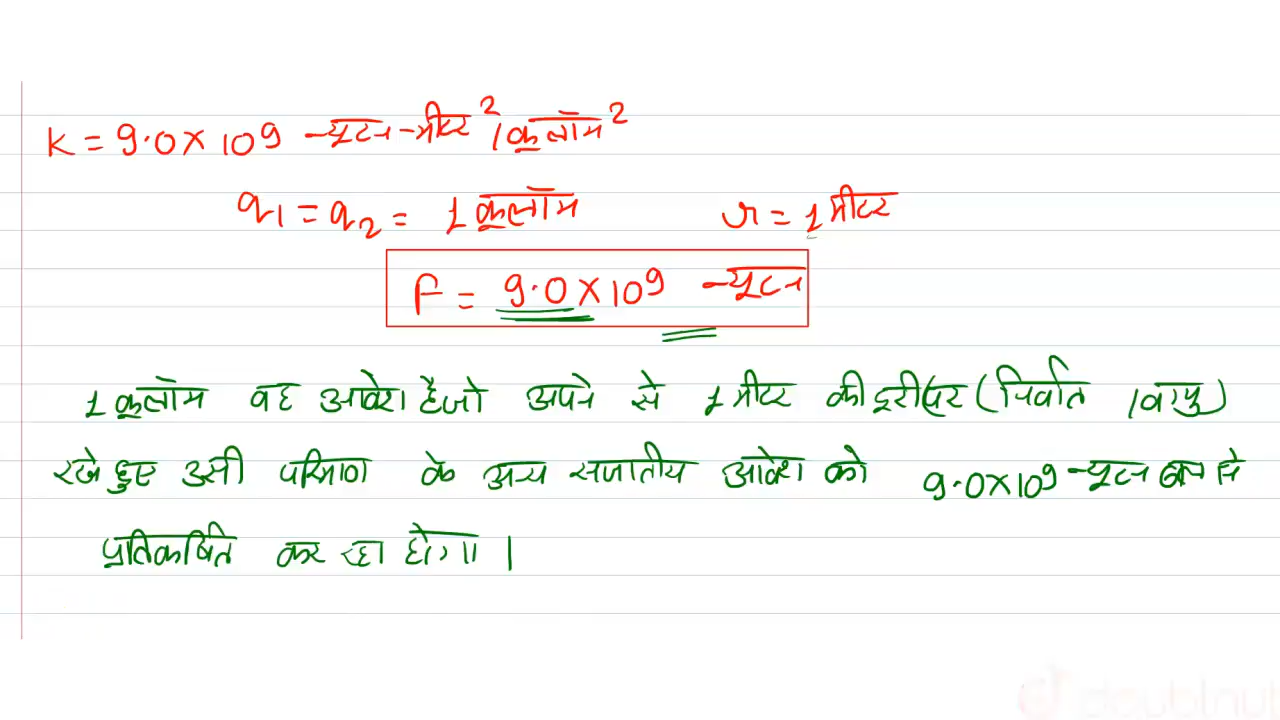 K = 9.0 × 10⁹ न्यूटन-मीटर² / कूलॉम²
q₁ = q₂ = 1 कूलॉम r = 1 मीटर
F = 9.0 × 10⁹ न्यूटन
1 कूलॉम वह आवेश है जो अपने से 1 मीटर की दूरी पर (निर्वात / वायु)
रखे हुए उसी परिमाण के अन्य सजातीय आवेश को 9.0 × 10⁹ न्यूटन बल से
प्रतिकर्षित कर रहा होगा ।
doubtnut